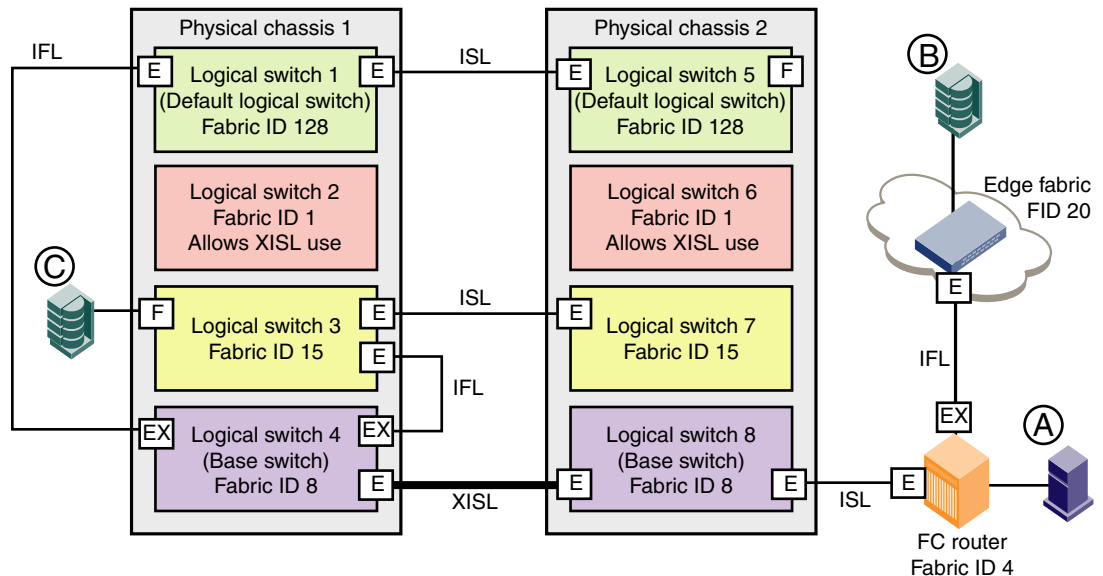 Physical chassis 1
Physical chassis 2
IFL
E
Logical switch 1
(Default logical switch)
Fabric ID 128
E
ISL
E
Logical switch 5
(Default logical switch)
Fabric ID 128
F
B
Logical switch 2
Fabric ID 1
Allows XISL use
Logical switch 6
Fabric ID 1
Allows XISL use
Edge fabric
FID 20
E
C
F
Logical switch 3
Fabric ID 15
E
E
ISL
E
Logical switch 7
Fabric ID 15
IFL
IFL
EX
Logical switch 4
(Base switch)
Fabric ID 8
EX
E
XISL
E
Logical switch 8
(Base switch)
Fabric ID 8
E
ISL
E
EX
A
FC router
Fabric ID 4